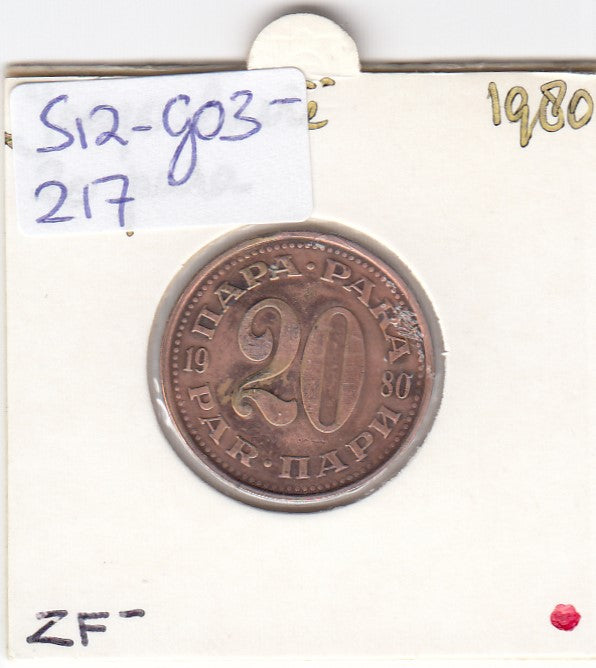 S12-g03-
217
1980
ПАРА · PARA
19 20 80
PAR · ПАРИ
ZF-